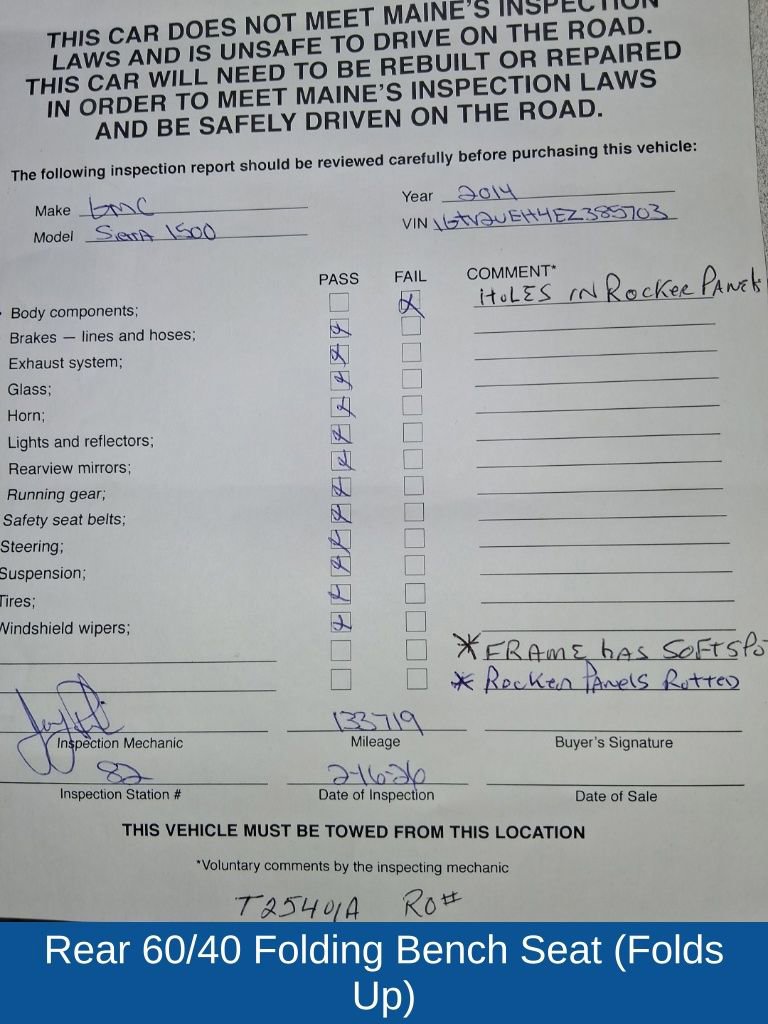 THIS CAR DOES NOT MEET MAINE'S INSPECTION
LAWS AND IS UNSAFE TO DRIVE ON THE ROAD.
THIS CAR WILL NEED TO BE REBUILT OR REPAIRED
IN ORDER TO MEET MAINE'S INSPECTION LAWS
AND BE SAFELY DRIVEN ON THE ROAD.
The following inspection report should be reviewed carefully before purchasing this vehicle:
Make GMC Year 2014
Model SierrA 1500 VIN 1GTV2UEH4EZ385703
PASS FAIL COMMENT*
Body components; X HOLES IN ROCKER PANELS
Brakes — lines and hoses; X
Exhaust system; X
Glass; X
Horn; X
Lights and reflectors; X
Rearview mirrors; X
Running gear; X
Safety seat belts; X
Steering; X
Suspension; X
Tires; X
Windshield wipers; X
* FRAME hAS SOFT SPO
* Rocker PANELS RoTTED
133719
Inspection Mechanic Mileage Buyer's Signature
82 2-16-26
Inspection Station # Date of Inspection Date of Sale
THIS VEHICLE MUST BE TOWED FROM THIS LOCATION
*Voluntary comments by the inspecting mechanic
T25401A RO#
Rear 60/40 Folding Bench Seat (Folds
Up)